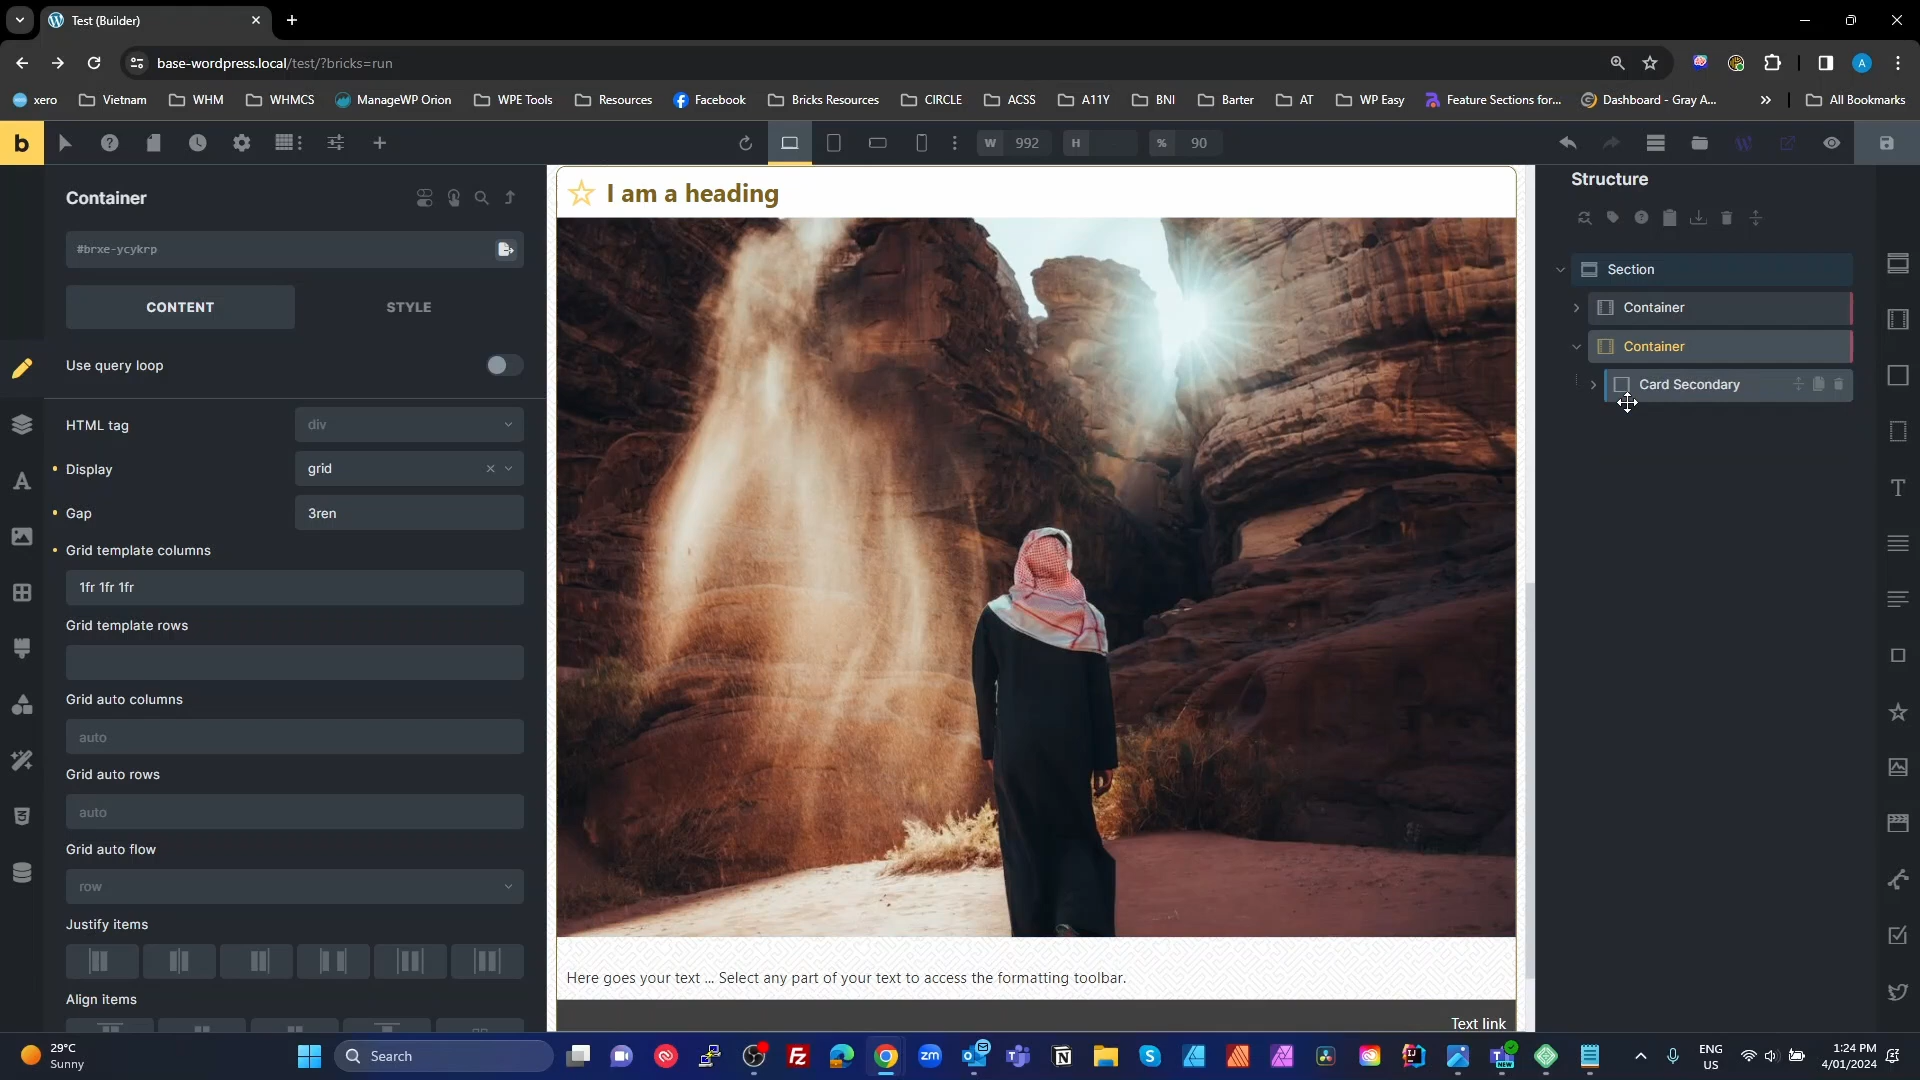 Test (Builder)
base-wordpress.local/test/?bricks=run
A
xero
Vietnam
WHM
WHMCS
ManageWP Orion
WPE Tools
Resources
Facebook
Bricks Resources
CIRCLE
ACSS
A11Y
BNI
Barter
AT
WP Easy
Feature Sections for...
Dashboard - Gray A...
»
All Bookmarks
b
W 992
H
% 90
Container
#brxe-ycykrp
CONTENT
STYLE
Use query loop
HTML tag
div
Display
grid
Gap
3ren
Grid template columns
1fr 1fr 1fr
Grid template rows
Grid auto columns
auto
Grid auto rows
auto
Grid auto flow
row
Justify items
Align items
I am a heading
Here goes your text ... Select any part of your text to access the formatting toolbar.
Text link
Structure
Section
Container
Container
Card Secondary
29°C
Sunny
Search
zm
ENG
US
1:24 PM
4/01/2024